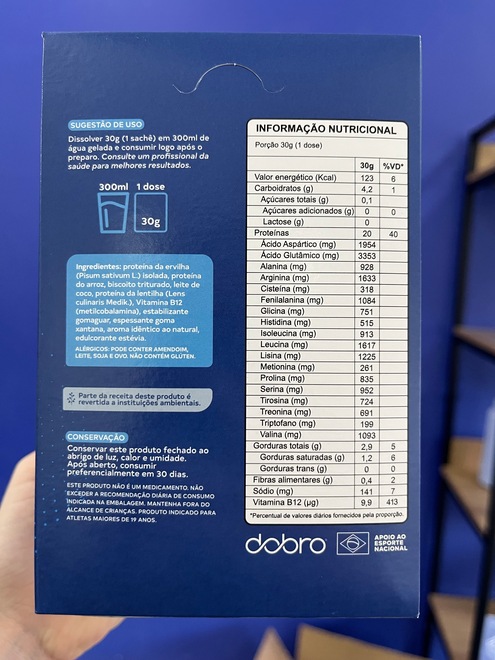 SUGESTÃO DE USO
Dissolver 30g (1 sachê) em 300ml de
água gelada e consumir logo após o
preparo. Consulte um profissional da
saúde para melhores resultados.
300ml 1 dose
30g
Ingredientes: proteína da ervilha
(Pisum sativum L.) isolada, proteína
do arroz, biscoito triturado, leite de
coco, proteína da lentilha (Lens
culinaris Medik.), Vitamina B12
(metilcobalamina), estabilizante
gomaguar, espessante goma
xantana, aroma idêntico ao natural,
edulcorante estévia.
ALÉRGICOS: PODE CONTER AMENDOIM,
LEITE, SOJA E OVO. NÃO CONTÉM GLÚTEN.
Parte da receita deste produto é
revertida a instituições ambientais.
CONSERVAÇÃO
Conservar este produto fechado ao
abrigo de luz, calor e umidade.
Após aberto, consumir
preferencialmente em 30 dias.
ESTE PRODUTO NÃO É UM MEDICAMENTO. NÃO
EXCEDER A RECOMENDAÇÃO DIÁRIA DE CONSUMO
INDICADA NA EMBALAGEM. MANTENHA FORA DO
ALCANCE DE CRIANÇAS. PRODUTO INDICADO PARA
ATLETAS MAIORES DE 19 ANOS.
INFORMAÇÃO NUTRICIONAL
Porção 30g (1 dose)
30g %VD*
Valor energético (Kcal) 123 6
Carboidratos (g) 4,2 1
Açúcares totais (g) 0,1
Açúcares adicionados (g) 0 0
Lactose (g) 0
Proteínas 20 40
Ácido Aspártico (mg) 1954
Ácido Glutâmico (mg) 3353
Alanina (mg) 928
Arginina (mg) 1633
Cisteína (mg) 318
Fenilalanina (mg) 1084
Glicina (mg) 751
Histidina (mg) 515
Isoleucina (mg) 913
Leucina (mg) 1617
Lisina (mg) 1225
Metionina (mg) 261
Prolina (mg) 835
Serina (mg) 952
Tirosina (mg) 724
Treonina (mg) 691
Triptofano (mg) 199
Valina (mg) 1093
Gorduras totais (g) 2,9 5
Gorduras saturadas (g) 1,2 6
Gorduras trans (g) 0 0
Fibras alimentares (g) 0,4 2
Sódio (mg) 141 7
Vitamina B12 (µg) 9,9 413
*Percentual de valores diários fornecidos pela porção.
dobro
APOIO AO
ESPORTE
NACIONAL